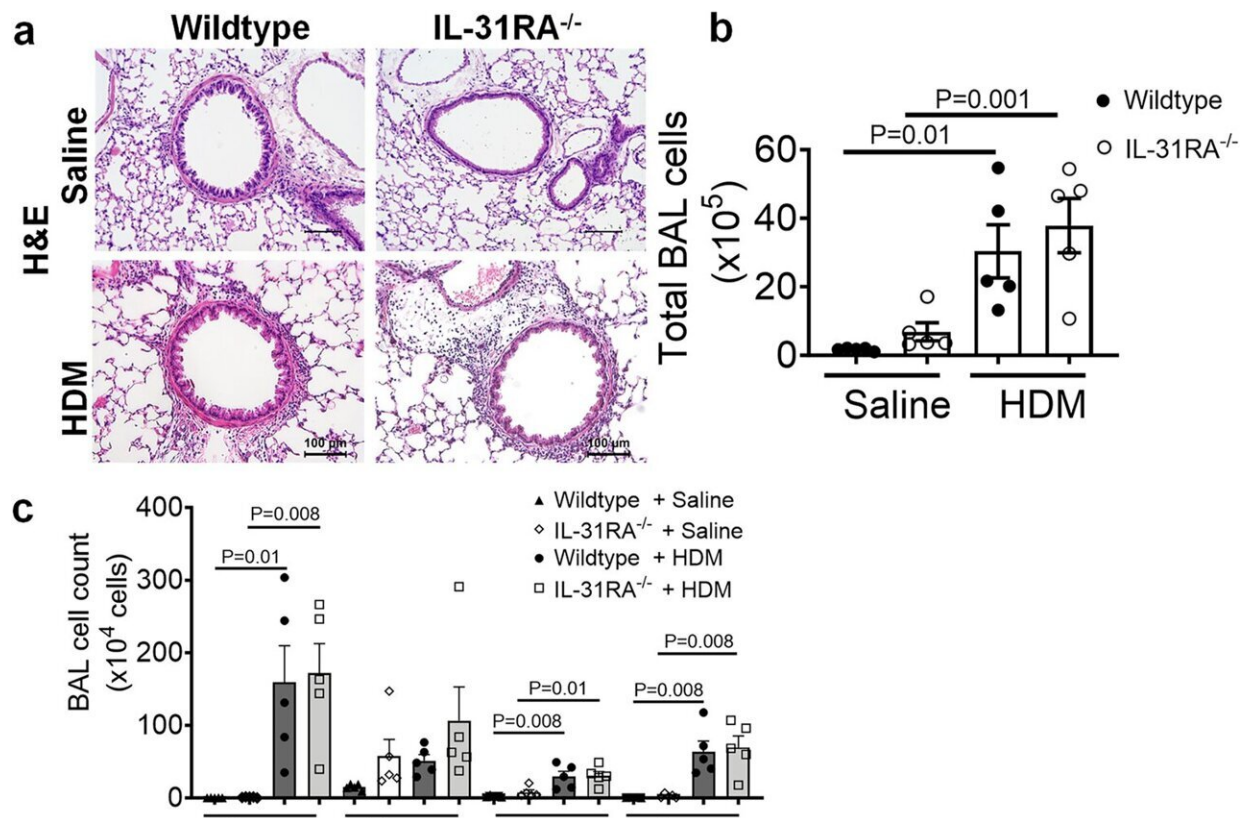 a
Wildtype
IL-31RA-/-
H&E
Saline
HDM
100 µm
100 µm
b
Total BAL cells
(x10⁵)
P=0.001
P=0.01
Wildtype
IL-31RA-/-
60
40
20
0
Saline
HDM
c
BAL cell count
(x10⁴ cells)
400
300
200
100
0
Wildtype + Saline
IL-31RA-/- + Saline
Wildtype + HDM
IL-31RA-/- + HDM
P=0.008
P=0.01
P=0.01
P=0.008
P=0.008
P=0.008